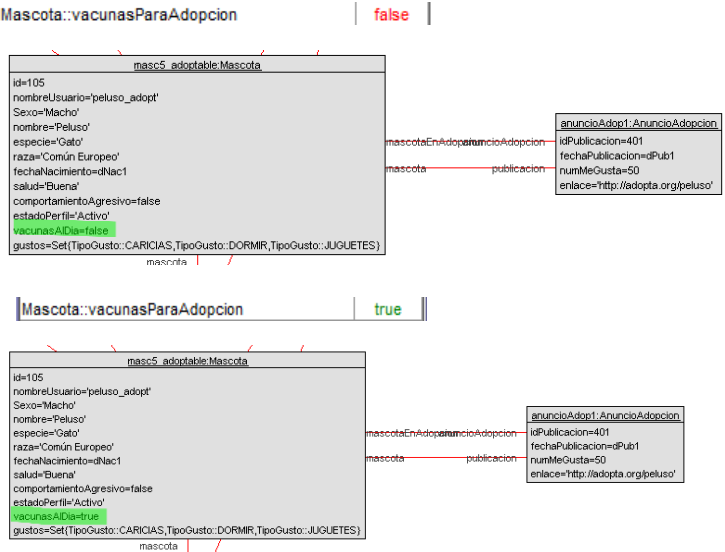 Mascota::vacunasParaAdopcion false
masc5_adoptable:Mascota
id=105
nombreUsuario='peluso_adopt'
Sexo='Macho'
nombre='Peluso'
especie='Gato'
raza='Común Europeo'
fechaNacimiento=dNac1
salud='Buena'
comportamientoAgresivo=false
estadoPerfil='Activo'
vacunasAlDia=false
gustos=Set{TipoGusto::CARICIAS,TipoGusto::DORMIR,TipoGusto::JUGUETES}
mascotaEnAdopcion anuncioAdopcion
mascota publicacion
anuncioAdop1:AnuncioAdopcion
idPublicacion=401
fechaPublicacion=dPub1
numMeGusta=50
enlace='http://adopta.org/peluso'
mascota
Mascota::vacunasParaAdopcion true
masc5_adoptable:Mascota
id=105
nombreUsuario='peluso_adopt'
Sexo='Macho'
nombre='Peluso'
especie='Gato'
raza='Común Europeo'
fechaNacimiento=dNac1
salud='Buena'
comportamientoAgresivo=false
estadoPerfil='Activo'
vacunasAlDia=true
gustos=Set{TipoGusto::CARICIAS,TipoGusto::DORMIR,TipoGusto::JUGUETES}
mascotaEnAdopcion anuncioAdopcion
mascota publicacion
anuncioAdop1:AnuncioAdopcion
idPublicacion=401
fechaPublicacion=dPub1
numMeGusta=50
enlace='http://adopta.org/peluso'
mascota